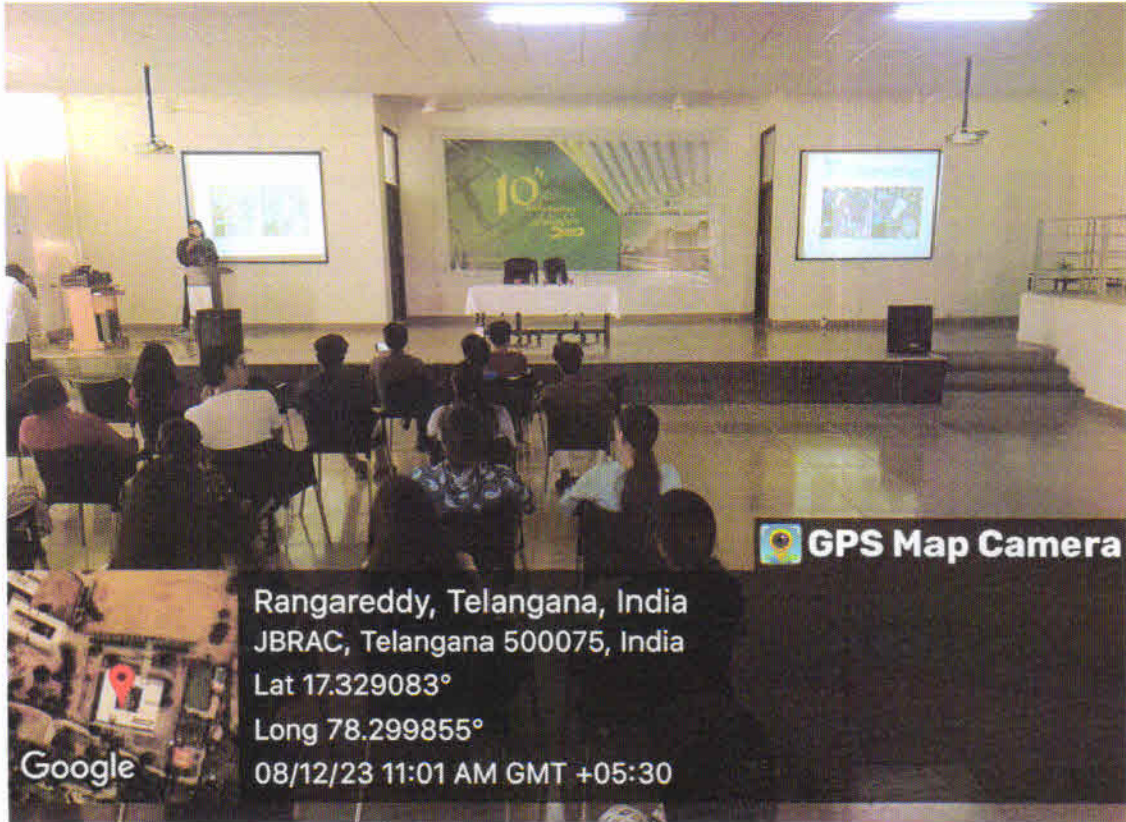 10
GPS Map Camera
Rangareddy, Telangana, India
JBRAC, Telangana 500075, India
Lat 17.329083°
Long 78.299855°
08/12/23 11:01 AM GMT +05:30
Google